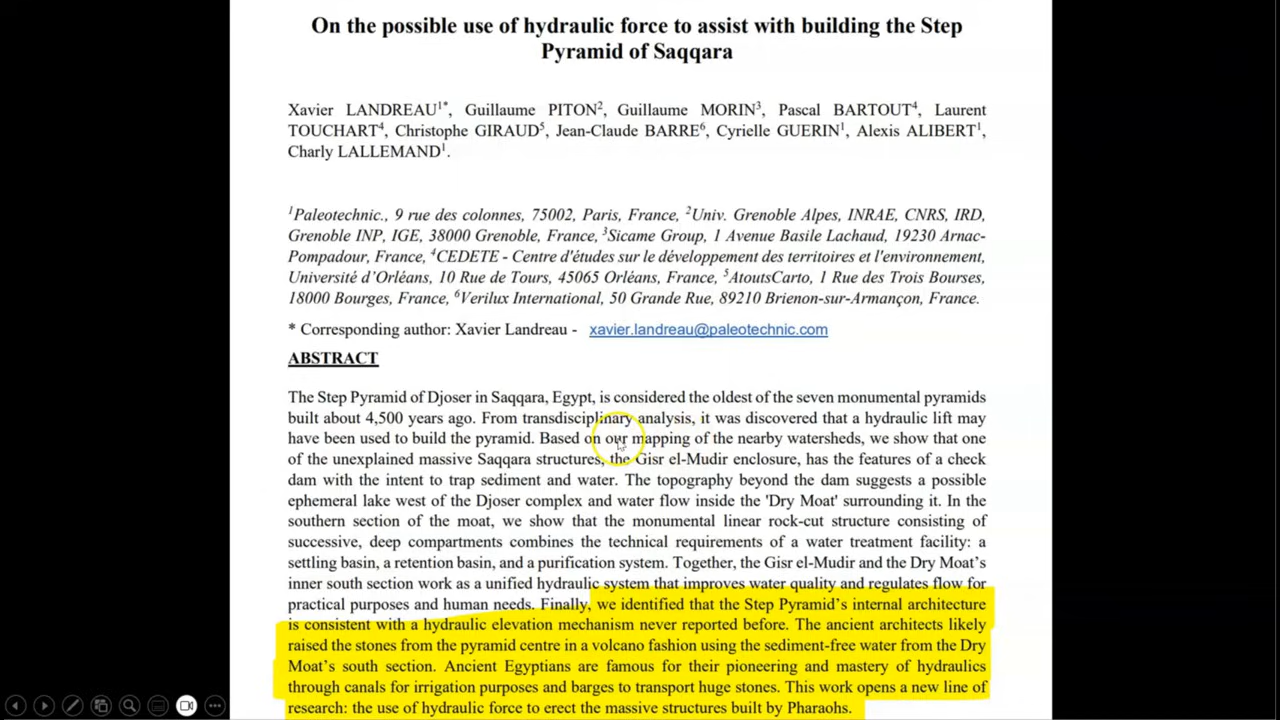 On the possible use of hydraulic force to assist with building the Step
Pyramid of Saqqara
Xavier LANDREAU1*, Guillaume PITON2, Guillaume MORIN3, Pascal BARTOUT4, Laurent
TOUCHART4, Christophe GIRAUD5, Jean-Claude BARRE6, Cyrielle GUERIN1, Alexis ALIBERT1,
Charly LALLEMAND1.
1Paleotechnic., 9 rue des colonnes, 75002, Paris, France, 2Univ. Grenoble Alpes, INRAE, CNRS, IRD,
Grenoble INP, IGE, 38000 Grenoble, France, 3Sicame Group, 1 Avenue Basile Lachaud, 19230 Arnac-
Pompadour, France, 4CEDETE - Centre d'études sur le développement des territoires et l'environnement,
Université d'Orléans, 10 Rue de Tours, 45065 Orléans, France, 5AtoutsCarto, 1 Rue des Trois Bourses,
18000 Bourges, France, 6Verilux International, 50 Grande Rue, 89210 Brienon-sur-Armançon, France.
* Corresponding author: Xavier Landreau - xavier.landreau@paleotechnic.com
ABSTRACT
The Step Pyramid of Djoser in Saqqara, Egypt, is considered the oldest of the seven monumental pyramids
built about 4,500 years ago. From transdisciplinary analysis, it was discovered that a hydraulic lift may
have been used to build the pyramid. Based on our mapping of the nearby watersheds, we show that one
of the unexplained massive Saqqara structures, the Gisr el-Mudir enclosure, has the features of a check
dam with the intent to trap sediment and water. The topography beyond the dam suggests a possible
ephemeral lake west of the Djoser complex and water flow inside the 'Dry Moat' surrounding it. In the
southern section of the moat, we show that the monumental linear rock-cut structure consisting of
successive, deep compartments combines the technical requirements of a water treatment facility: a
settling basin, a retention basin, and a purification system. Together, the Gisr el-Mudir and the Dry Moat's
inner south section work as a unified hydraulic system that improves water quality and regulates flow for
practical purposes and human needs. Finally, we identified that the Step Pyramid's internal architecture
is consistent with a hydraulic elevation mechanism never reported before. The ancient architects likely
raised the stones from the pyramid centre in a volcano fashion using the sediment-free water from the Dry
Moat's south section. Ancient Egyptians are famous for their pioneering and mastery of hydraulics
through canals for irrigation purposes and barges to transport huge stones. This work opens a new line of
research: the use of hydraulic force to erect the massive structures built by Pharaohs.